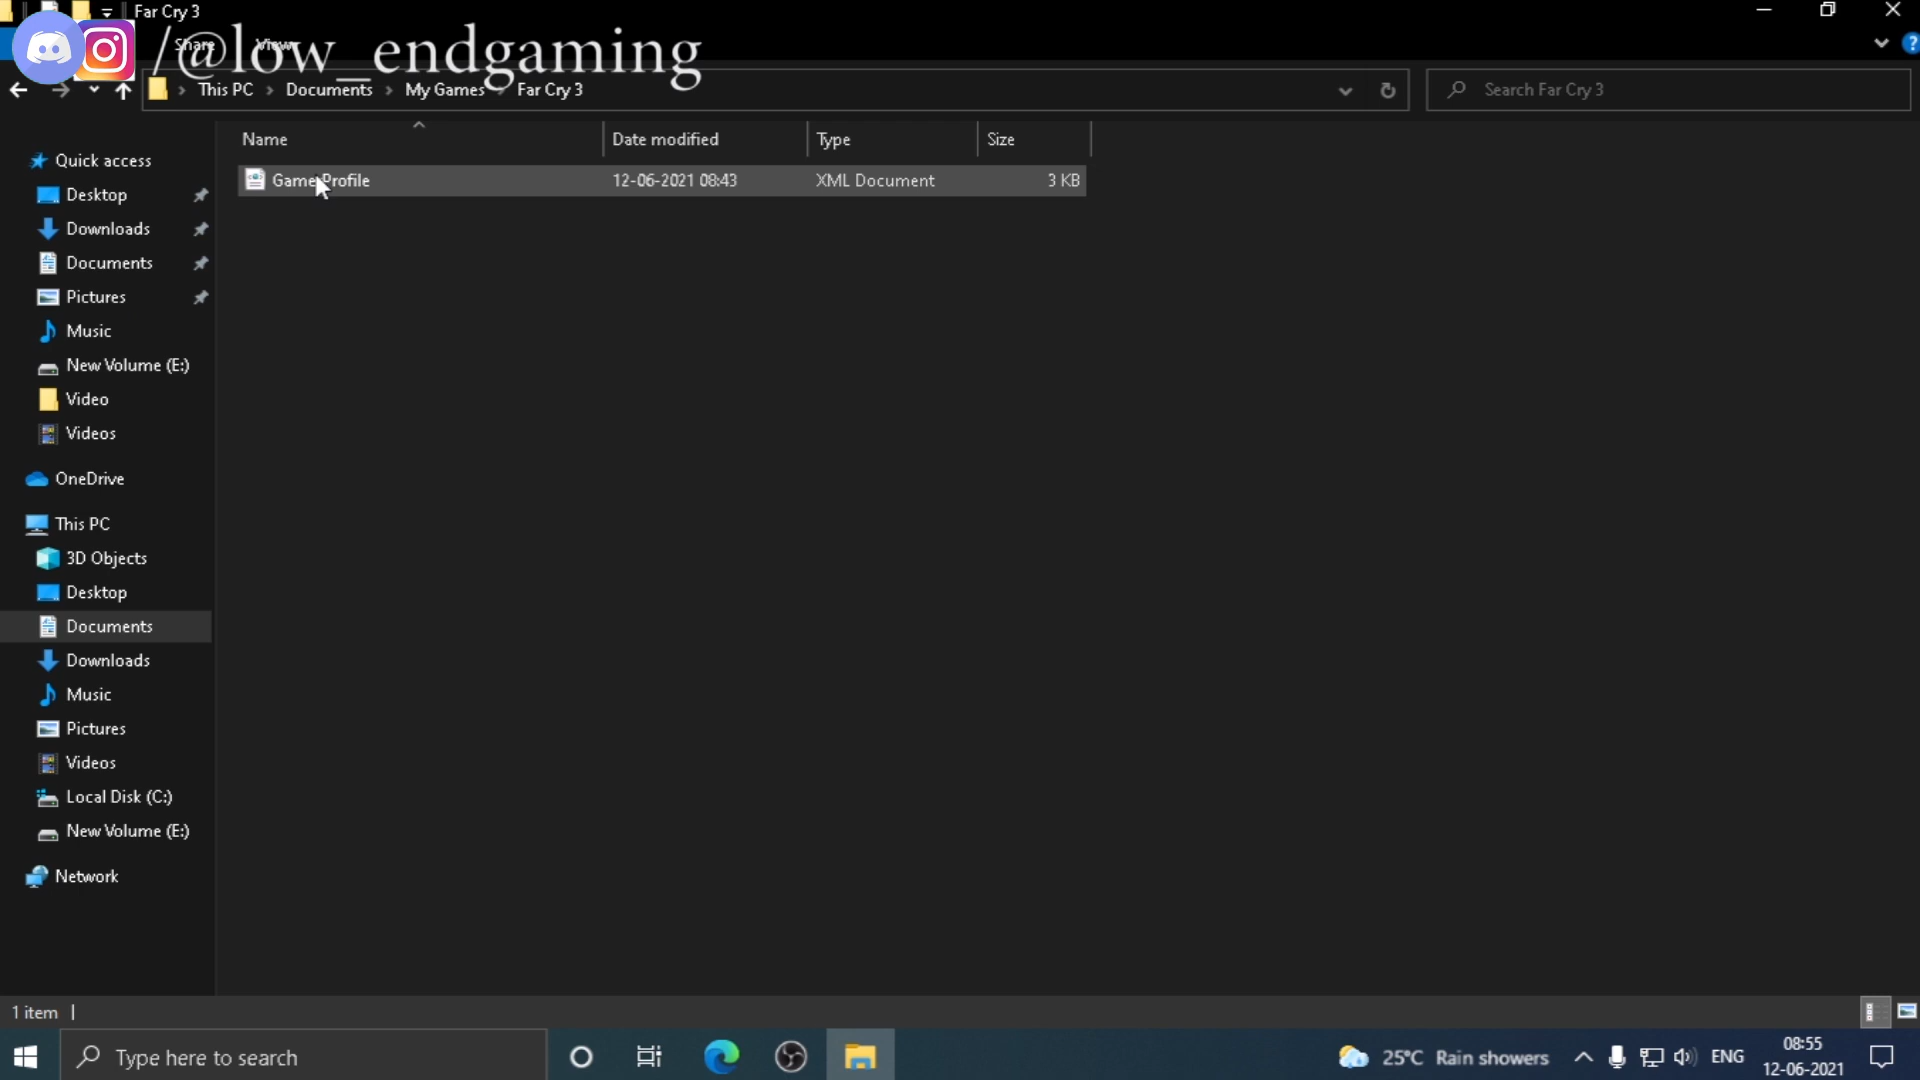 Far Cry 3
Share View
/@low_endgaming
This PC > Documents > My Games > Far Cry 3
Search Far Cry 3
Name Date modified Type Size
GamerProfile 12-06-2021 08:43 XML Document 3 KB
Quick access
Desktop
Downloads
Documents
Pictures
Music
New Volume (E:)
Video
Videos
OneDrive
This PC
3D Objects
Desktop
Documents
Downloads
Music
Pictures
Videos
Local Disk (C:)
New Volume (E:)
Network
1 item
Type here to search
25°C Rain showers
ENG
08:55
12-06-2021